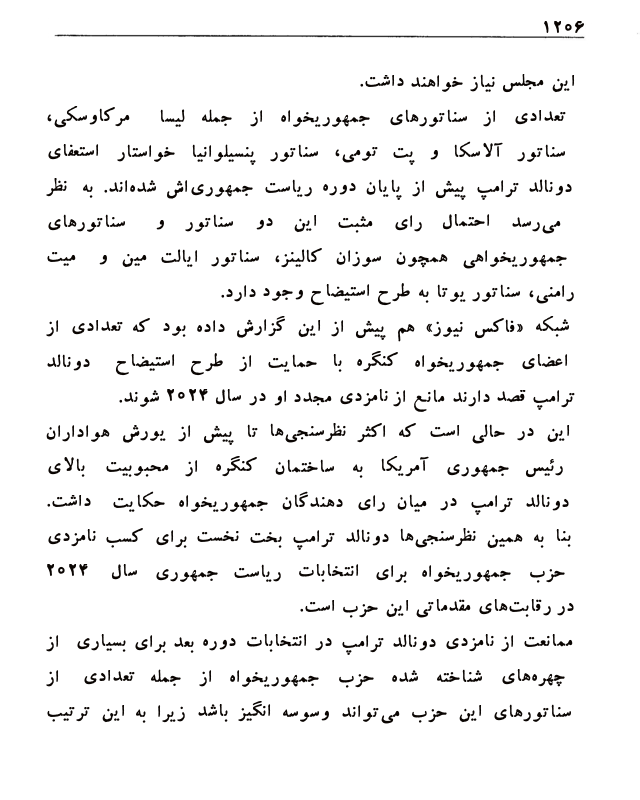 ۱۲۰۶
این مجلس نیاز خواهند داشت.
تعدادی از سناتورهای جمهوریخواه از جمله لیسا مرکاوسکی،
سناتور آلاسکا و پت تومی، سناتور پنسیلوانیا خواستار استعفای
دونالد ترامپ پیش از پایان دوره ریاست جمهوری‌اش شده‌اند. به نظر
می‌رسد احتمال رای مثبت این دو سناتور و سناتورهای
جمهوریخواهی همچون سوزان کالینز، سناتور ایالت مین و میت
رامنی، سناتور یوتا به طرح استیضاح وجود دارد.
شبکه «فاکس نیوز» هم پیش از این گزارش داده بود که تعدادی از
اعضای جمهوریخواه کنگره با حمایت از طرح استیضاح دونالد
ترامپ قصد دارند مانع از نامزدی مجدد او در سال ۲۰۲۴ شوند.
این در حالی است که اکثر نظرسنجی‌ها تا پیش از یورش هواداران
رئیس جمهوری آمریکا به ساختمان کنگره از محبوبیت بالای
دونالد ترامپ در میان رای دهندگان جمهوریخواه حکایت داشت.
بنا به همین نظرسنجی‌ها دونالد ترامپ بخت نخست برای کسب نامزدی
حزب جمهوریخواه برای انتخابات ریاست جمهوری سال ۲۰۲۴
در رقابت‌های مقدماتی این حزب است.
ممانعت از نامزدی دونالد ترامپ در انتخابات دوره بعد برای بسیاری از
چهره‌های شناخته شده حزب جمهوریخواه از جمله تعدادی از
سناتورهای این حزب می‌تواند وسوسه انگیز باشد زیرا به این ترتیب